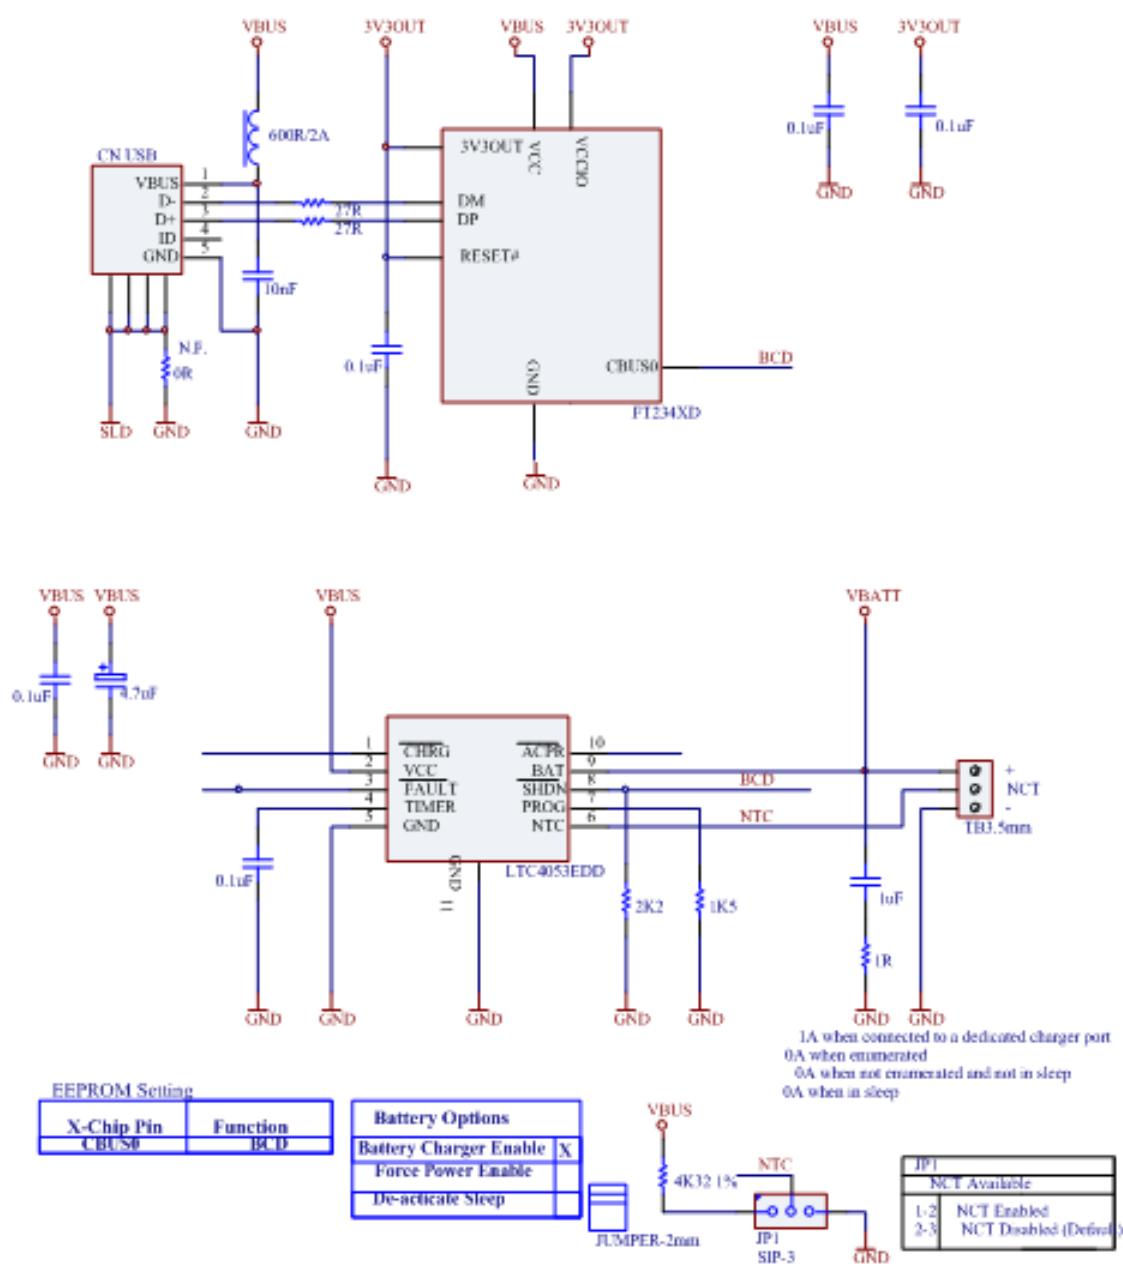 VBUS 3V3OUT VBUS 3V3OUT VBUS 3V3OUT
600R/2A
0.1uF 0.1uF
CN USB
VBUS 1
D- 2
D+ 3
ID 4
GND 5
27R
27R
10nF
3V3OUT VCC VCCIO
DM
DP
RESET#
GND GND
N.F.
0R
0.1uF
GND CBUS0 BCD
FT234XD
SLD GND GND
GND GND
VBUS VBUS VBUS VBATT
0.1uF 4.7uF
GND GND
1 CHRG ACPR 10
2 VCC BAT 9
3 FAULT SHDN 8 BCD
4 TIMER PROG 7
5 GND NTC 6 NTC
+
NCT
-
TB3.5mm
0.1uF GND 11 LTC4053EDD
2K2 1K5 1uF
1R
GND GND GND GND GND GND GND
1A when connected to a dedicated charger port
0A when enumerated
0A when not enumerated and not in sleep
0A when in sleep
EEPROM Setting
X-Chip Pin Function
CBUS0 BCD
Battery Options
Battery Charger Enable X
Force Power Enable
De-acticate Sleep
JUMPER-2mm
VBUS
4K32 1% NTC
JP1
SIP-3
GND
JP1
NCT Available
1-2 NCT Enabled
2-3 NCT Disabled (Default)